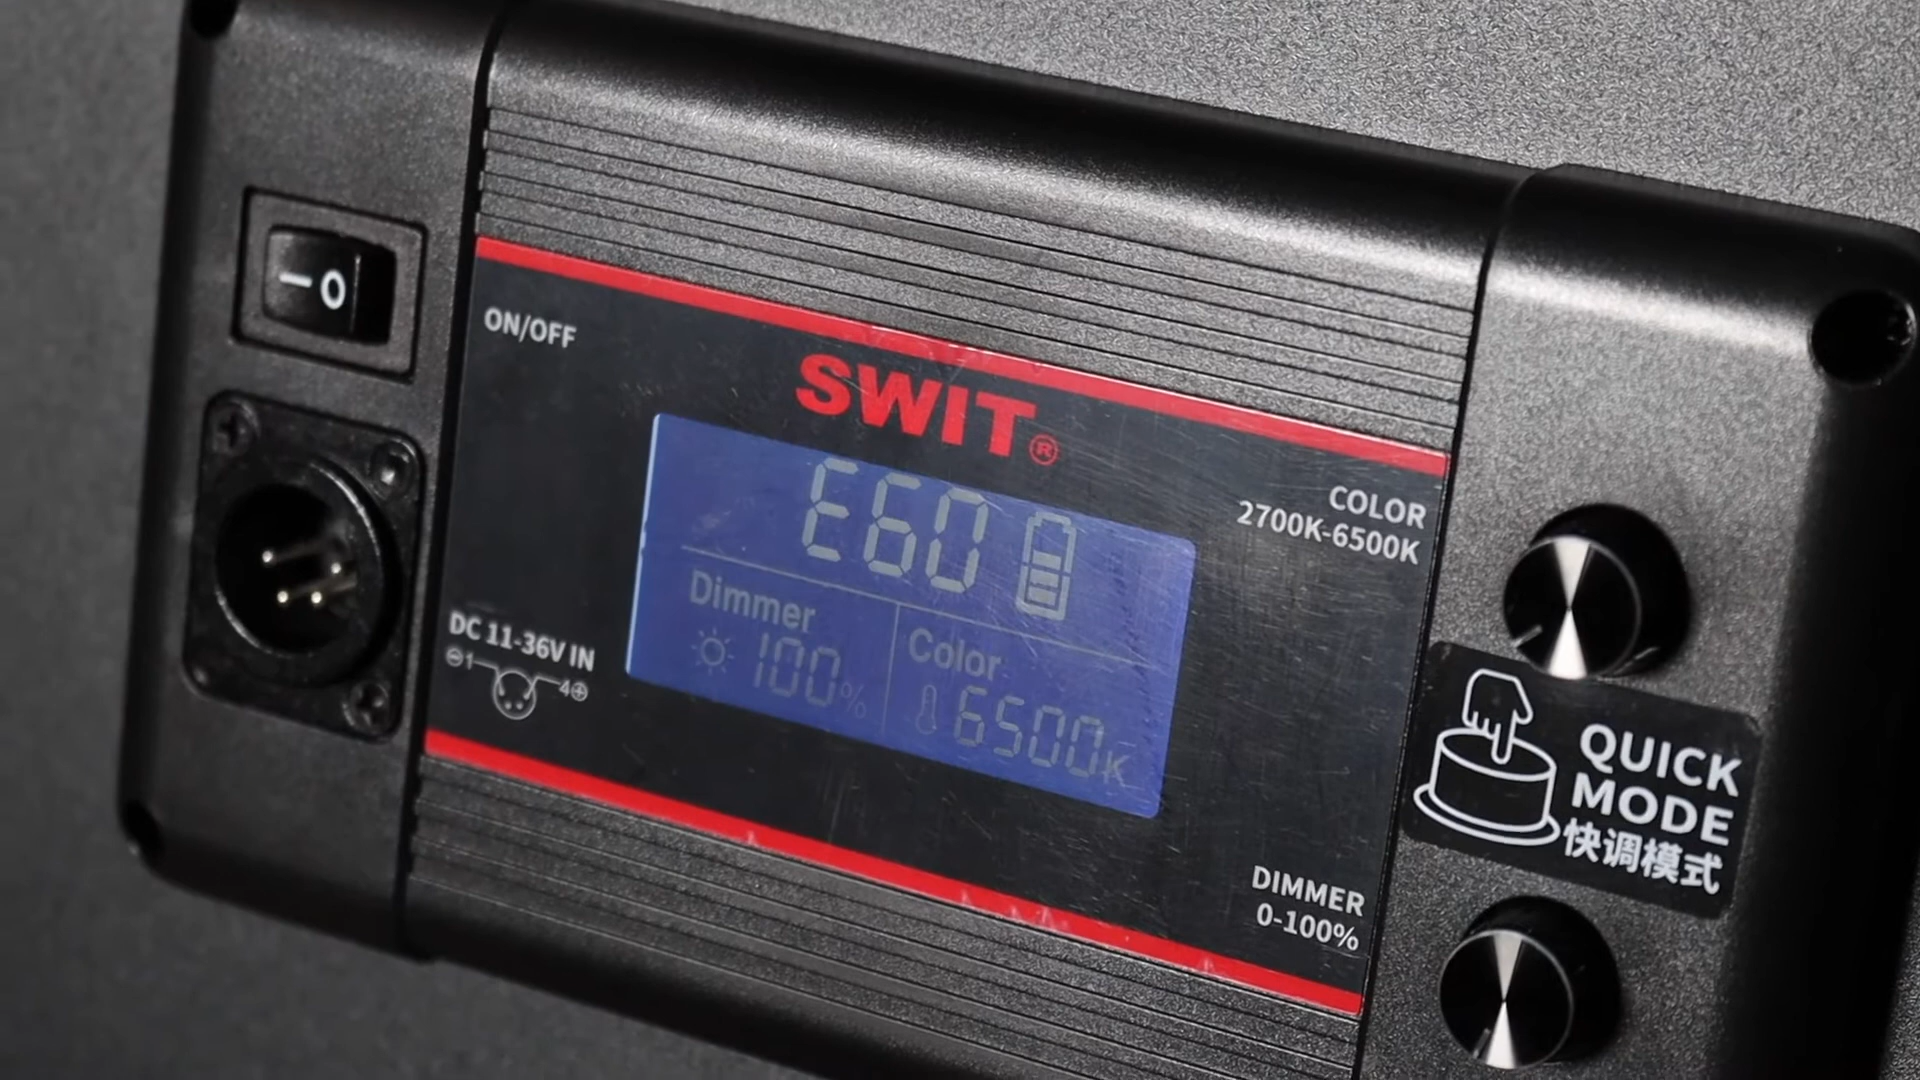 — O
ON/OFF
SWIT®
E60
Dimmer
100%
Color
6500K
COLOR
2700K-6500K
DC 11-36V IN
⊖1 4⊕
QUICK
MODE
快调模式
DIMMER
0-100%